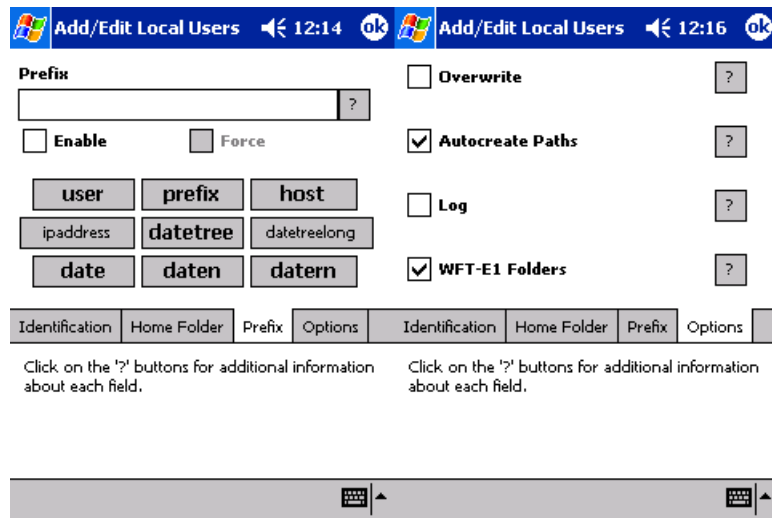 Add/Edit Local Users 12:14 ok
Prefix
?
Enable Force
user prefix host
ipaddress datetree datetreelong
date daten datern
Identification Home Folder Prefix Options
Click on the '?' buttons for additional information
about each field.
Add/Edit Local Users 12:16 ok
Overwrite ?
Autocreate Paths ?
Log ?
WFT-E1 Folders ?
Identification Home Folder Prefix Options
Click on the '?' buttons for additional information
about each field.